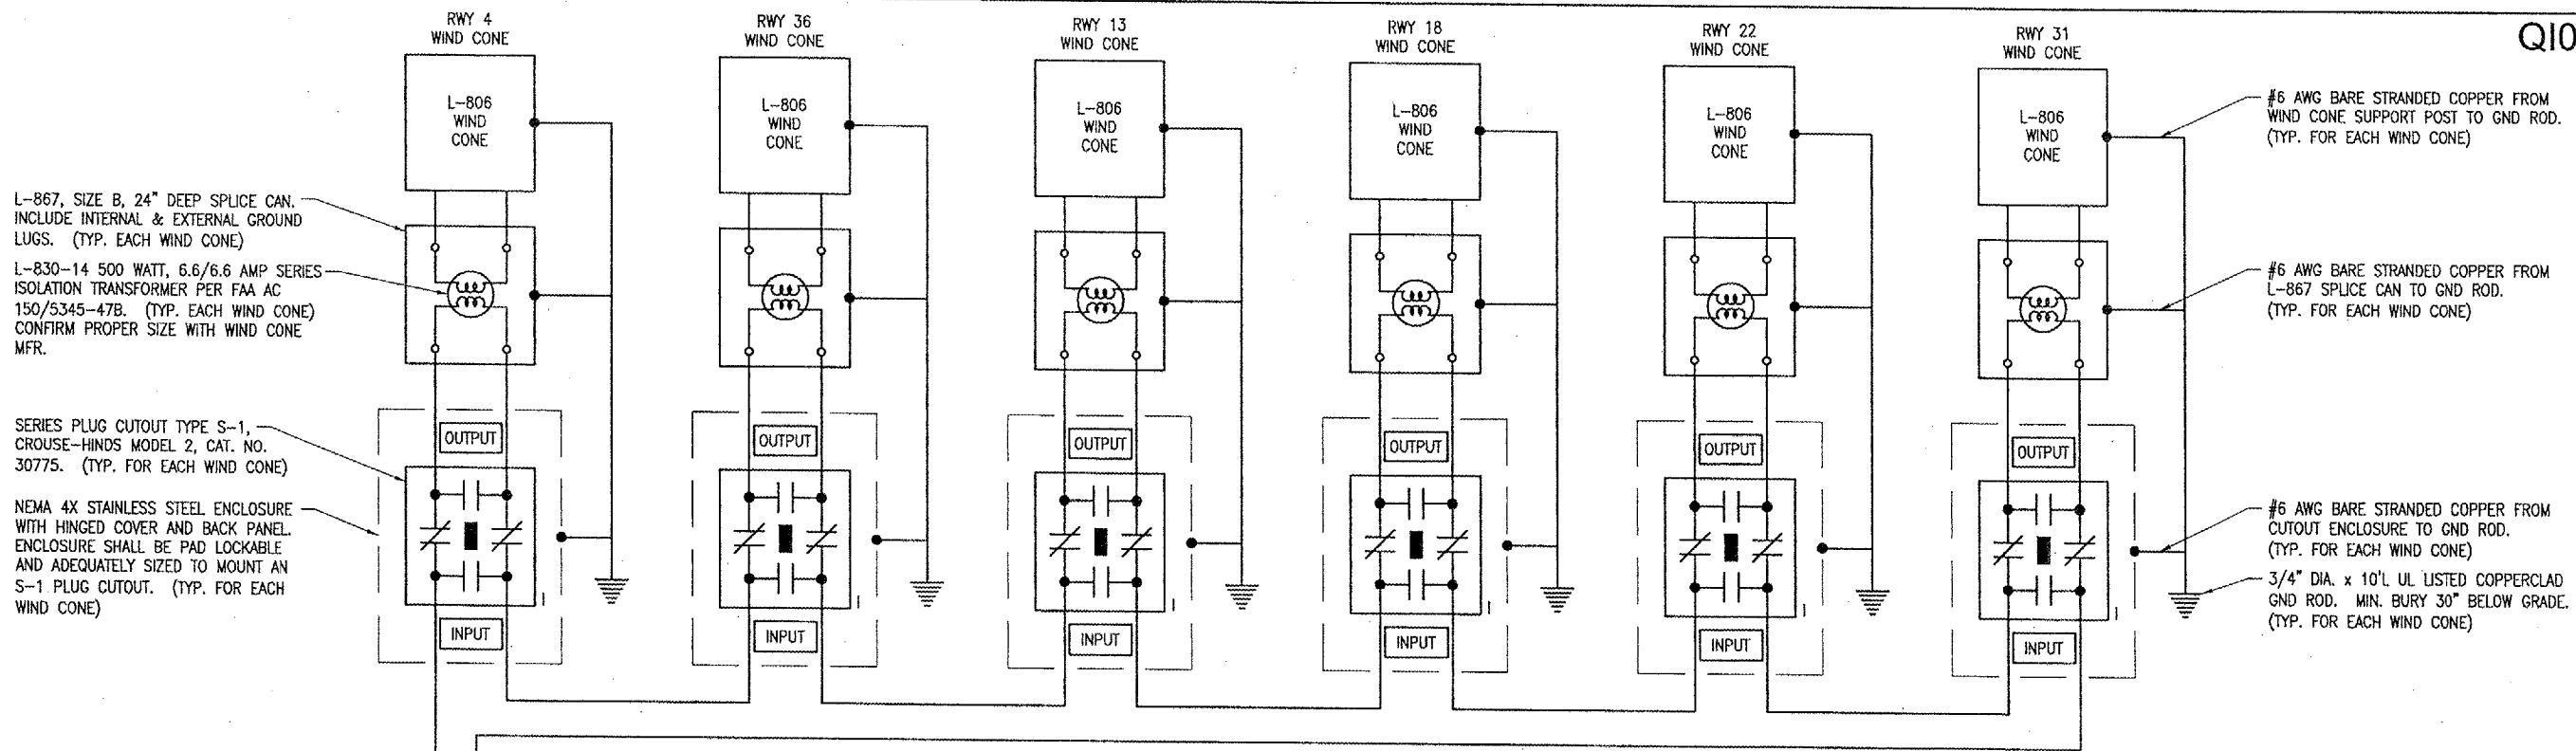 RWY 4
WIND CONE
RWY 36
WIND CONE
RWY 13
WIND CONE
RWY 18
WIND CONE
RWY 22
WIND CONE
RWY 31
WIND CONE
L-806
WIND
CONE
L-806
WIND
CONE
L-806
WIND
CONE
L-806
WIND
CONE
L-806
WIND
CONE
L-806
WIND
CONE
#6 AWG BARE STRANDED COPPER FROM
WIND CONE SUPPORT POST TO GND ROD.
(TYP. FOR EACH WIND CONE)
L-867, SIZE B, 24" DEEP SPLICE CAN.
INCLUDE INTERNAL & EXTERNAL GROUND
LUGS. (TYP. EACH WIND CONE)
L-830-14 500 WATT, 6.6/6.6 AMP SERIES
ISOLATION TRANSFORMER PER FAA AC
150/5345-47B. (TYP. EACH WIND CONE)
CONFIRM PROPER SIZE WITH WIND CONE
MFR.
#6 AWG BARE STRANDED COPPER FROM
L-867 SPLICE CAN TO GND ROD.
(TYP. FOR EACH WIND CONE)
SERIES PLUG CUTOUT TYPE S-1,
CROUSE-HINDS MODEL 2, CAT. NO.
30775. (TYP. FOR EACH WIND CONE)
NEMA 4X STAINLESS STEEL ENCLOSURE
WITH HINGED COVER AND BACK PANEL.
ENCLOSURE SHALL BE PAD LOCKABLE
AND ADEQUATELY SIZED TO MOUNT AN
S-1 PLUG CUTOUT. (TYP. FOR EACH
WIND CONE)
OUTPUT
OUTPUT
OUTPUT
OUTPUT
OUTPUT
OUTPUT
#6 AWG BARE STRANDED COPPER FROM
CUTOUT ENCLOSURE TO GND ROD.
(TYP. FOR EACH WIND CONE)
3/4" DIA. x 10'L UL LISTED COPPERCLAD
GND ROD. MIN. BURY 30" BELOW GRADE.
(TYP. FOR EACH WIND CONE)
INPUT
INPUT
INPUT
INPUT
INPUT
INPUT